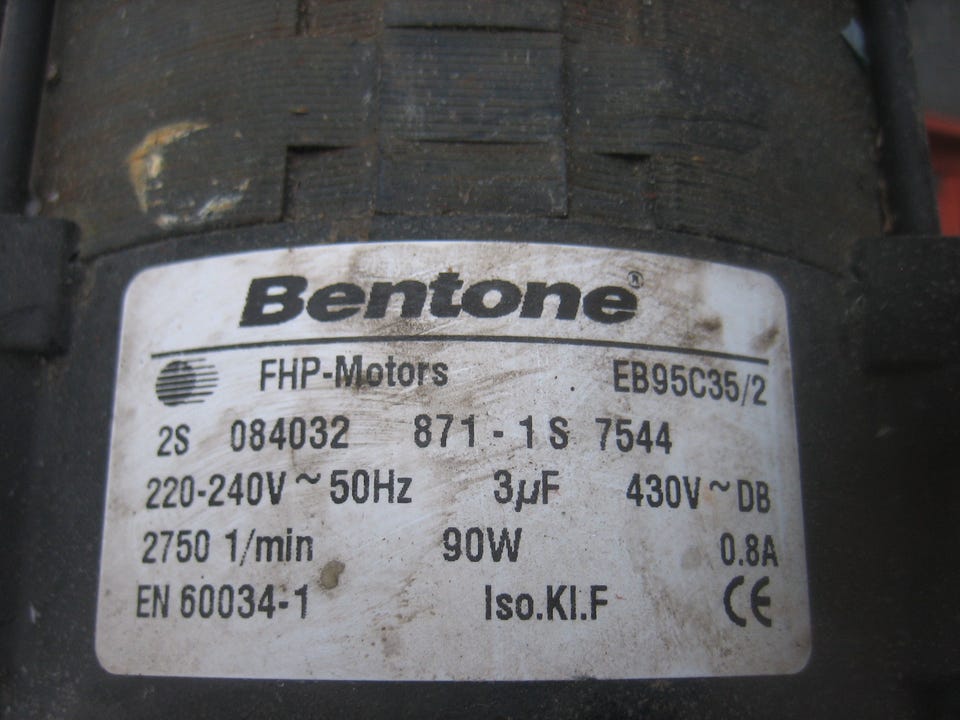 Bentone®
FHP-Motors EB95C35/2
2S 084032 871-1S 7544
220-240V~50Hz 3µF 430V~DB
2750 1/min 90W 0.8A
EN 60034-1 Iso.Kl.F CE